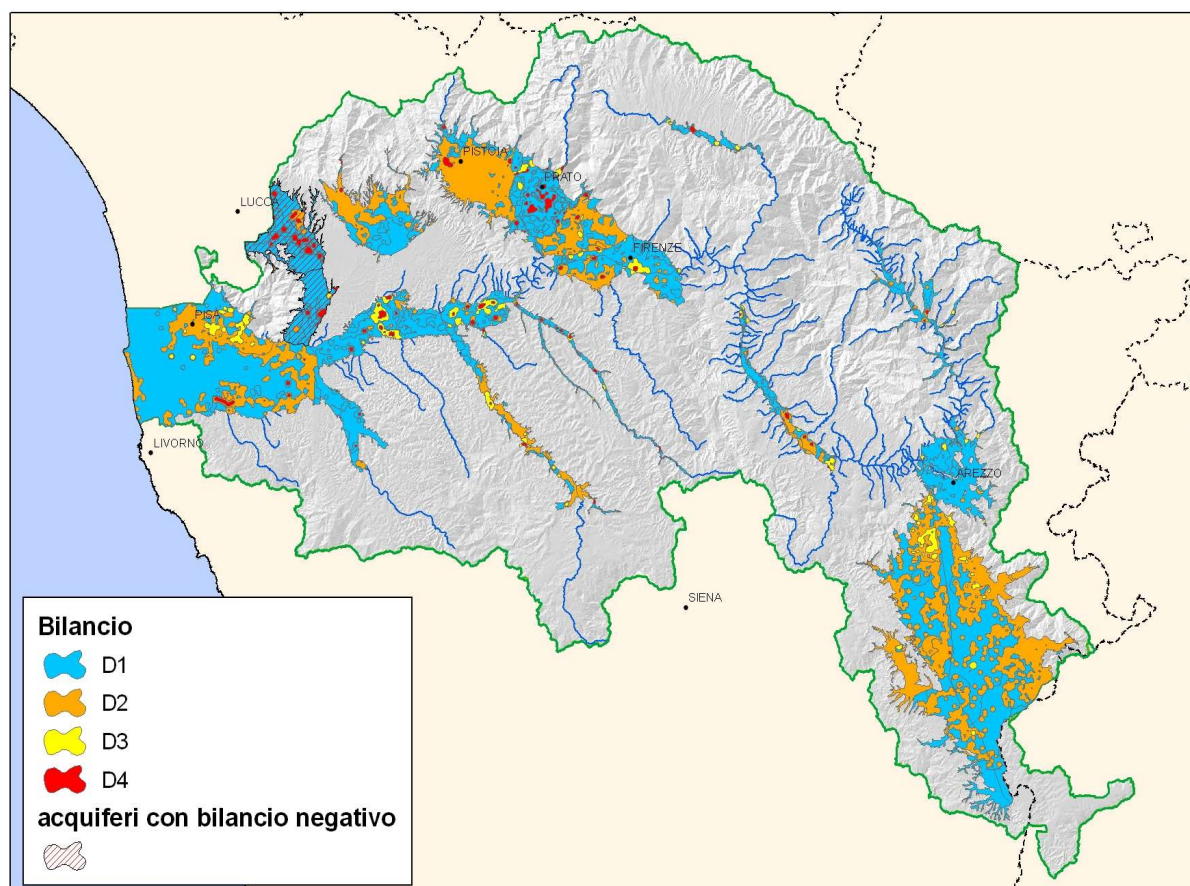 PISTOIA
PRATO
LUCCA
FIRENZE
PISA
LIVORNO
AREZZO
SIENA
Bilancio
D1
D2
D3
D4
acquiferi con bilancio negativo